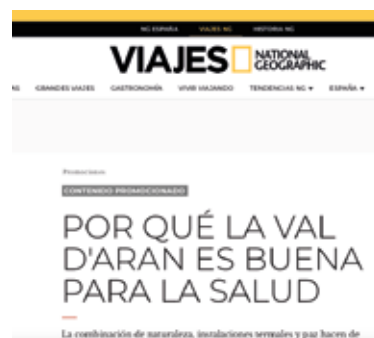 NG ESPAÑA VIAJES NG HISTORIA NG
VIAJES NATIONAL
GEOGRAPHIC
AS GRANDES VIAJES GASTRONOMÍA VIVIR VIAJANDO TENDENCIAS NG ESPAÑA
Promociones
CONTENIDO PROMOCIONADO
POR QUÉ LA VAL
D'ARAN ES BUENA
PARA LA SALUD
La combinación de naturaleza, instalaciones termales y paz hacen de